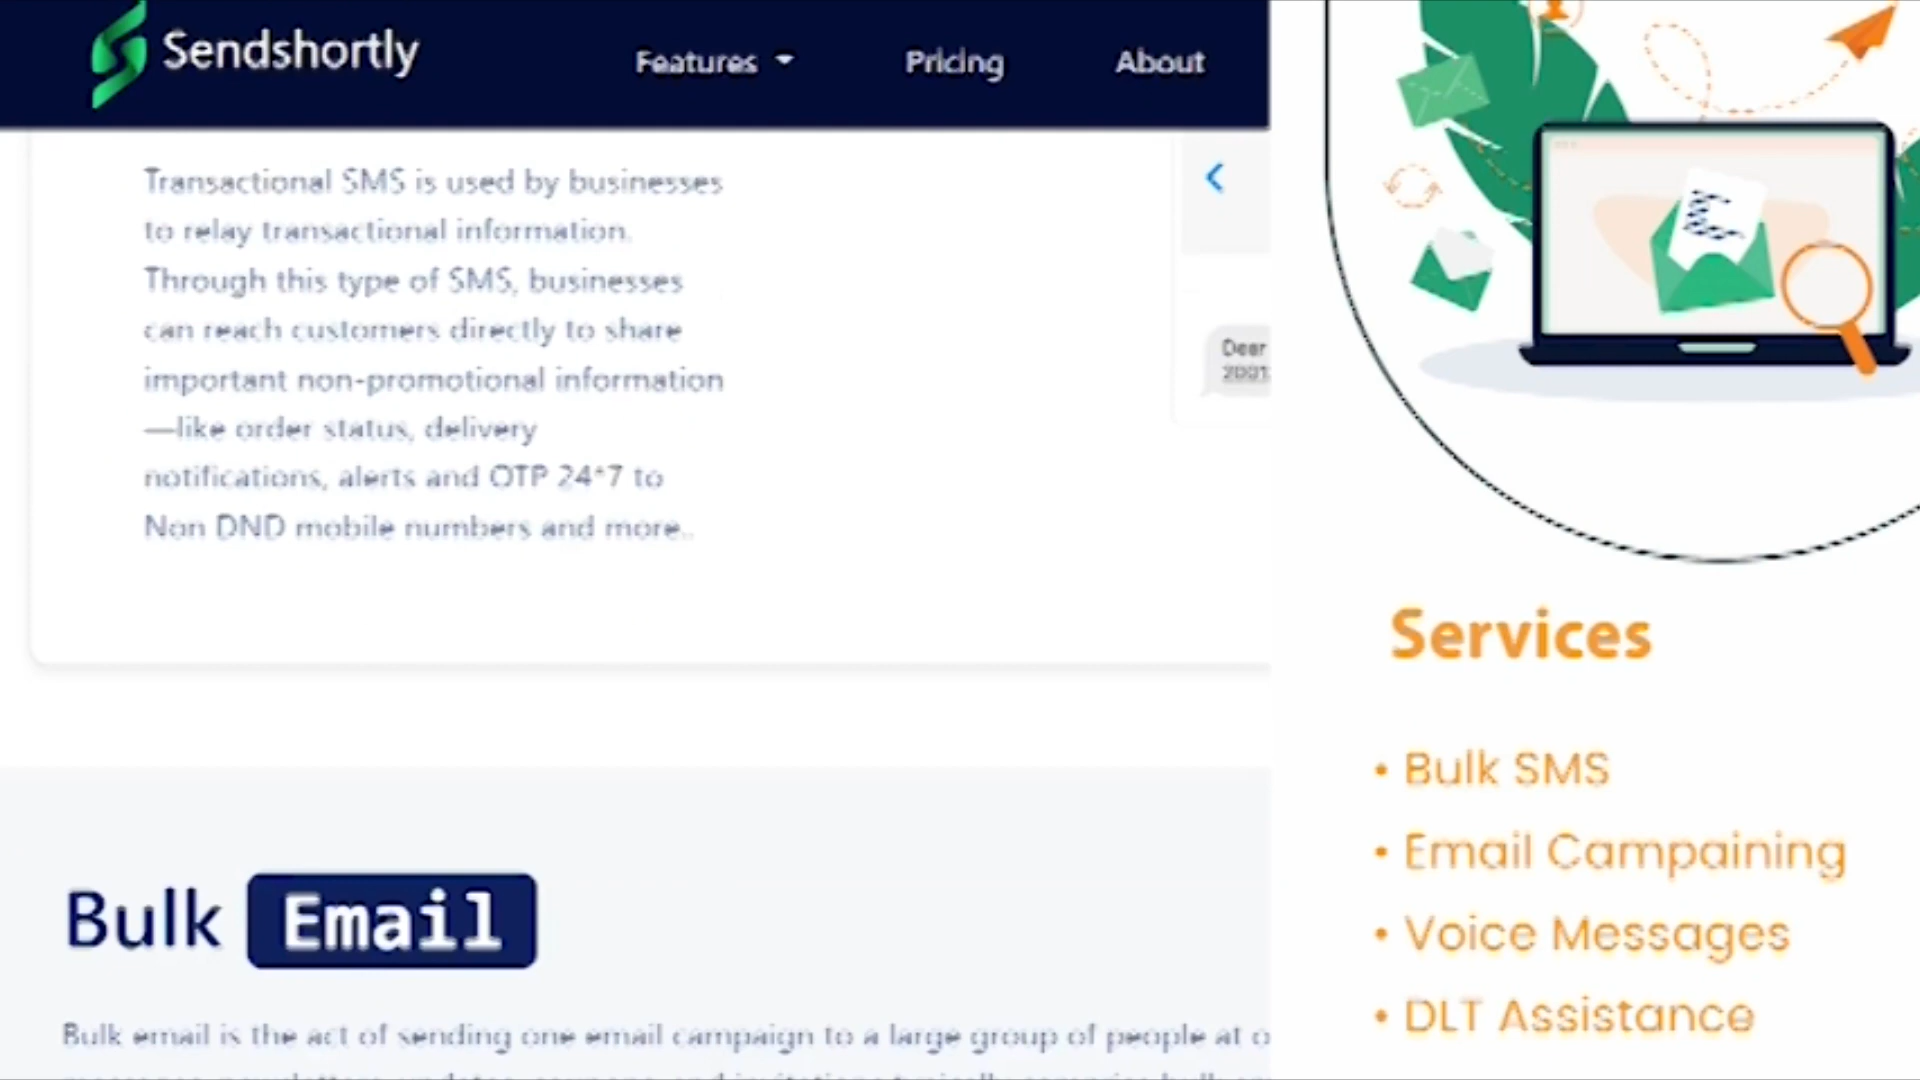 Sendshortly
Features
Pricing
About
Transactional SMS is used by businesses
to relay transactional information.
Through this type of SMS, businesses
can reach customers directly to share
important non-promotional information
—like order status, delivery
notifications, alerts and OTP 24*7 to
Non DND mobile numbers and more..
Dear
2001
Bulk Email
Bulk email is the act of sending one email campaign to a large group of people at o
Services
• Bulk SMS
• Email Campaining
• Voice Messages
• DLT Assistance